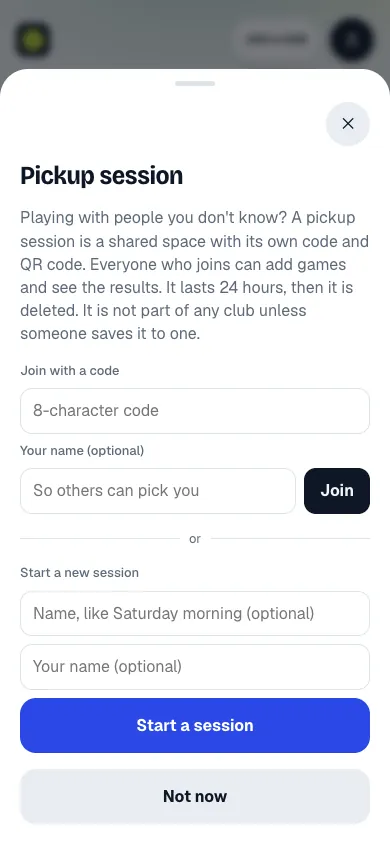 Pickup session
Playing with people you don't know? A pickup
session is a shared space with its own code and
QR code. Everyone who joins can add games
and see the results. It lasts 24 hours, then it is
deleted. It is not part of any club unless
someone saves it to one.
Join with a code
8-character code
Your name (optional)
So others can pick you
Join
or
Start a new session
Name, like Saturday morning (optional)
Your name (optional)
Start a session
Not now